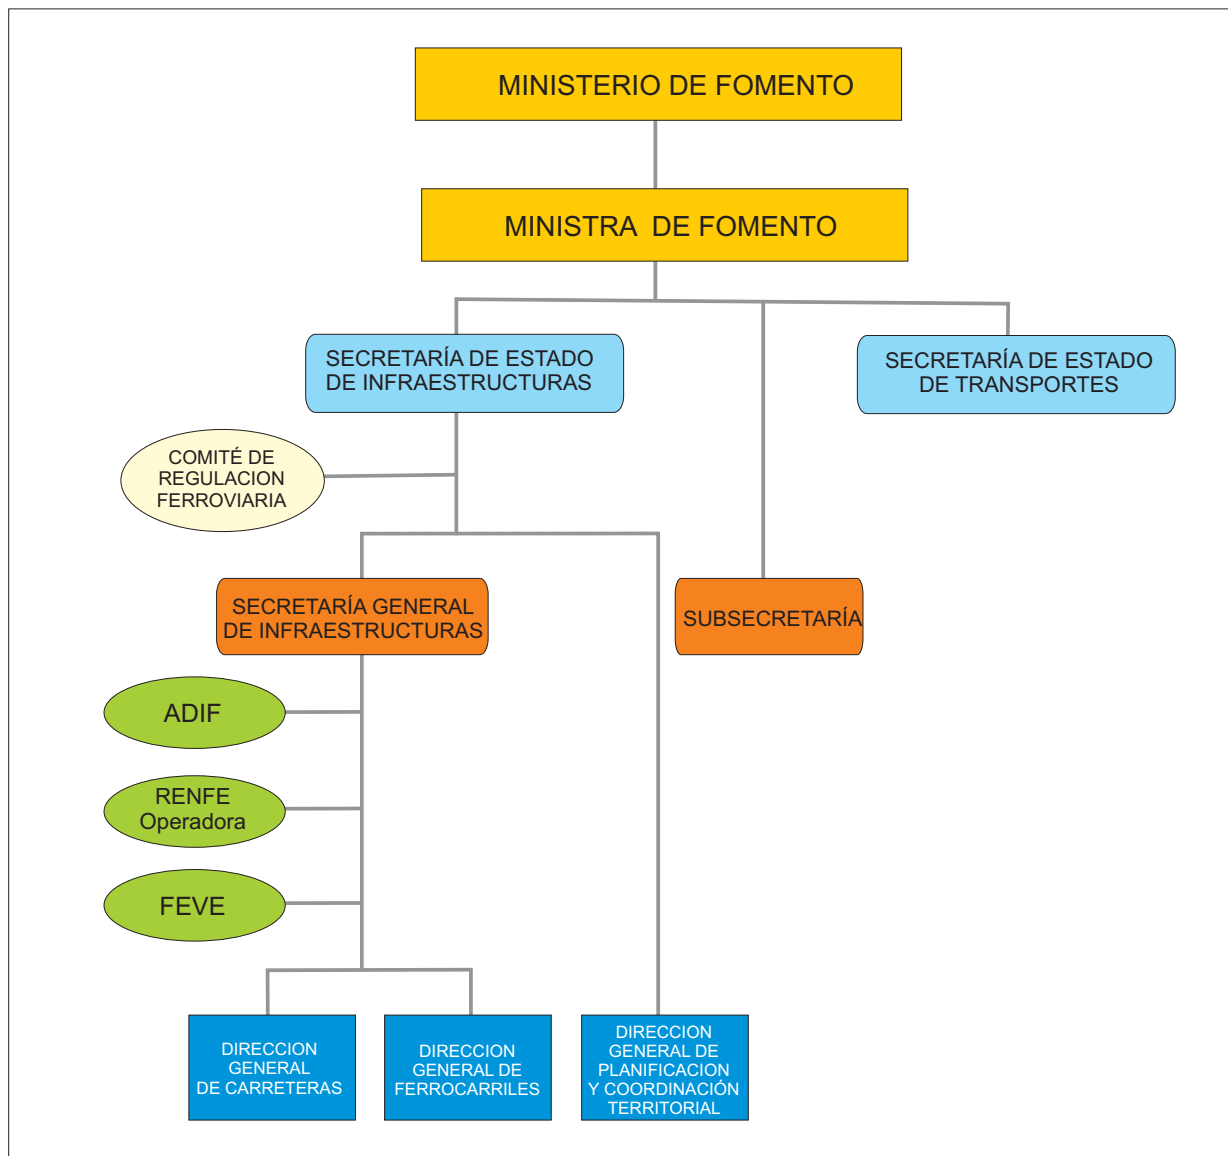 MINISTERIO DE FOMENTO
MINISTRA DE FOMENTO
SECRETARÍA DE ESTADO
DE INFRAESTRUCTURAS
SECRETARÍA DE ESTADO
DE TRANSPORTES
COMITÉ DE
REGULACION
FERROVIARIA
SECRETARÍA GENERAL
DE INFRAESTRUCTURAS
SUBSECRETARÍA
ADIF
RENFE
Operadora
FEVE
DIRECCION
GENERAL
DE CARRETERAS
DIRECCION
GENERAL DE
FERROCARRILES
DIRECCION
GENERAL DE
PLANIFICACION
Y COORDINACIÓN
TERRITORIAL